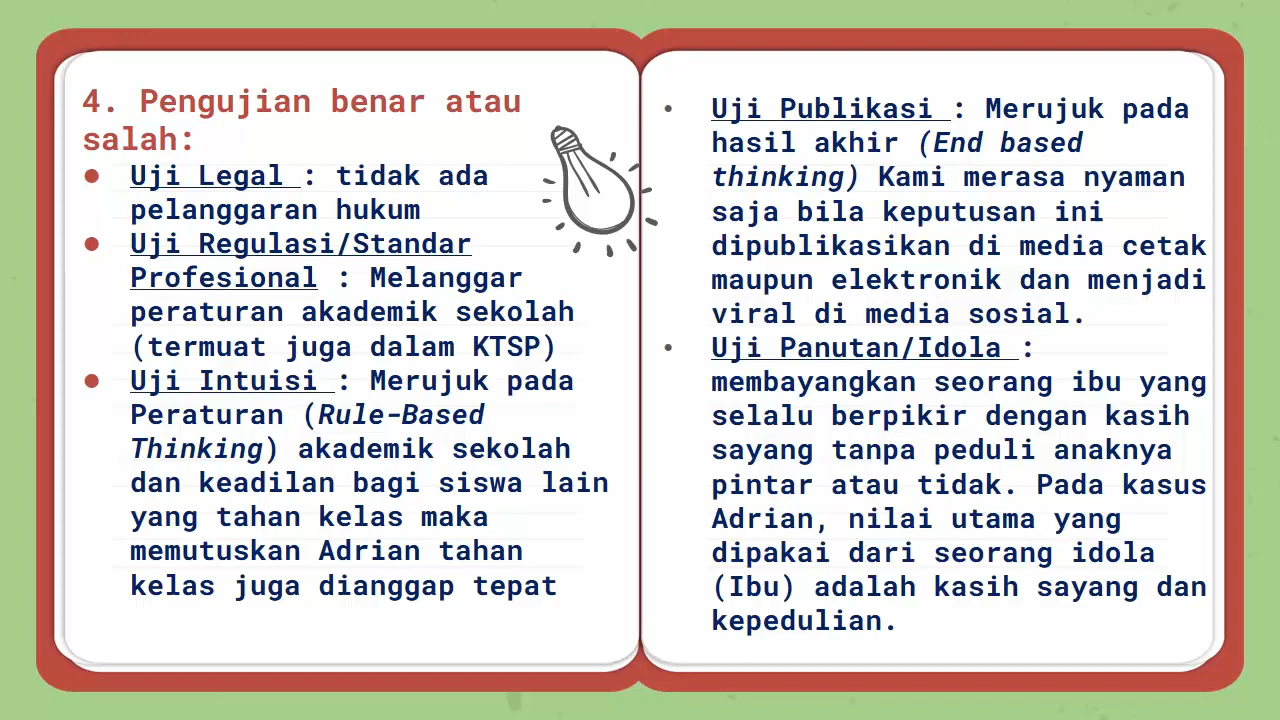 4. Pengujian benar atau
salah:
● Uji Legal : tidak ada
pelanggaran hukum
● Uji Regulasi/Standar
Profesional : Melanggar
peraturan akademik sekolah
(termuat juga dalam KTSP)
● Uji Intuisi : Merujuk pada
Peraturan (Rule-Based
Thinking) akademik sekolah
dan keadilan bagi siswa lain
yang tahan kelas maka
memutuskan Adrian tahan
kelas juga dianggap tepat
• Uji Publikasi : Merujuk pada
hasil akhir (End based
thinking) Kami merasa nyaman
saja bila keputusan ini
dipublikasikan di media cetak
maupun elektronik dan menjadi
viral di media sosial.
• Uji Panutan/Idola :
membayangkan seorang ibu yang
selalu berpikir dengan kasih
sayang tanpa peduli anaknya
pintar atau tidak. Pada kasus
Adrian, nilai utama yang
dipakai dari seorang idola
(Ibu) adalah kasih sayang dan
kepedulian.